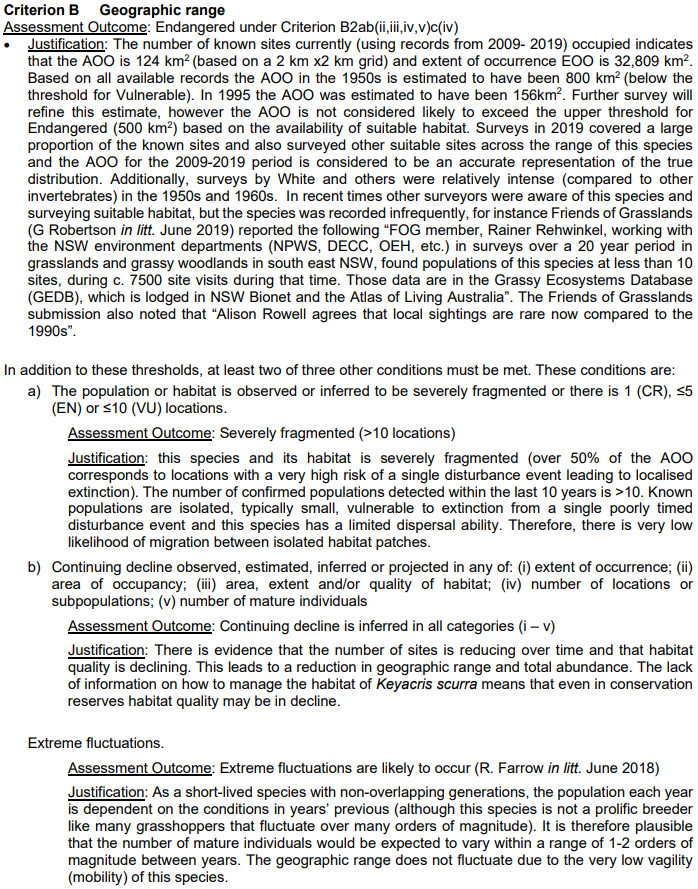 Criterion B Geographic range
Assessment Outcome: Endangered under Criterion B2ab(ii,iii,iv,v)c(iv)
• Justification: The number of known sites currently (using records from 2009- 2019) occupied indicates
that the AOO is 124 km² (based on a 2 km x2 km grid) and extent of occurrence EOO is 32,809 km².
Based on all available records the AOO in the 1950s is estimated to have been 800 km² (below the
threshold for Vulnerable). In 1995 the AOO was estimated to have been 156km². Further survey will
refine this estimate, however the AOO is not considered likely to exceed the upper threshold for
Endangered (500 km²) based on the availability of suitable habitat. Surveys in 2019 covered a large
proportion of the known sites and also surveyed other suitable sites across the range of this species
and the AOO for the 2009-2019 period is considered to be an accurate representation of the true
distribution. Additionally, surveys by White and others were relatively intense (compared to other
invertebrates) in the 1950s and 1960s. In recent times other surveyors were aware of this species and
surveying suitable habitat, but the species was recorded infrequently, for instance Friends of Grasslands
(G Robertson in litt. June 2019) reported the following “FOG member, Rainer Rehwinkel, working with
the NSW environment departments (NPWS, DECC, OEH, etc.) in surveys over a 20 year period in
grasslands and grassy woodlands in south east NSW, found populations of this species at less than 10
sites, during c. 7500 site visits during that time. Those data are in the Grassy Ecosystems Database
(GEDB), which is lodged in NSW Bionet and the Atlas of Living Australia”. The Friends of Grasslands
submission also noted that “Alison Rowell agrees that local sightings are rare now compared to the
1990s”.
In addition to these thresholds, at least two of three other conditions must be met. These conditions are:
a) The population or habitat is observed or inferred to be severely fragmented or there is 1 (CR), ≤5
(EN) or ≤10 (VU) locations.
Assessment Outcome: Severely fragmented (>10 locations)
Justification: this species and its habitat is severely fragmented (over 50% of the AOO
corresponds to locations with a very high risk of a single disturbance event leading to localised
extinction). The number of confirmed populations detected within the last 10 years is >10. Known
populations are isolated, typically small, vulnerable to extinction from a single poorly timed
disturbance event and this species has a limited dispersal ability. Therefore, there is very low
likelihood of migration between isolated habitat patches.
b) Continuing decline observed, estimated, inferred or projected in any of: (i) extent of occurrence; (ii)
area of occupancy; (iii) area, extent and/or quality of habitat; (iv) number of locations or
subpopulations; (v) number of mature individuals
Assessment Outcome: Continuing decline is inferred in all categories (i – v)
Justification: There is evidence that the number of sites is reducing over time and that habitat
quality is declining. This leads to a reduction in geographic range and total abundance. The lack
of information on how to manage the habitat of Keyacris scurra means that even in conservation
reserves habitat quality may be in decline.
Extreme fluctuations.
Assessment Outcome: Extreme fluctuations are likely to occur (R. Farrow in litt. June 2018)
Justification: As a short-lived species with non-overlapping generations, the population each year
is dependent on the conditions in years’ previous (although this species is not a prolific breeder
like many grasshoppers that fluctuate over many orders of magnitude). It is therefore plausible
that the number of mature individuals would be expected to vary within a range of 1-2 orders of
magnitude between years. The geographic range does not fluctuate due to the very low vagility
(mobility) of this species.